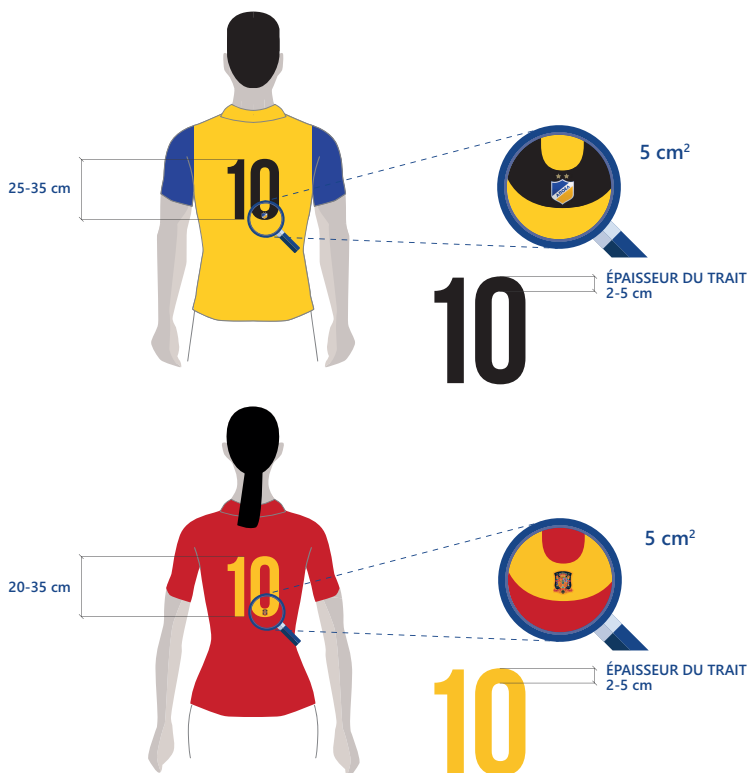 10
25-35 cm
5 cm²
ÉPAISSEUR DU TRAIT
2-5 cm
10
10
20-35 cm
5 cm²
ÉPAISSEUR DU TRAIT
2-5 cm
10